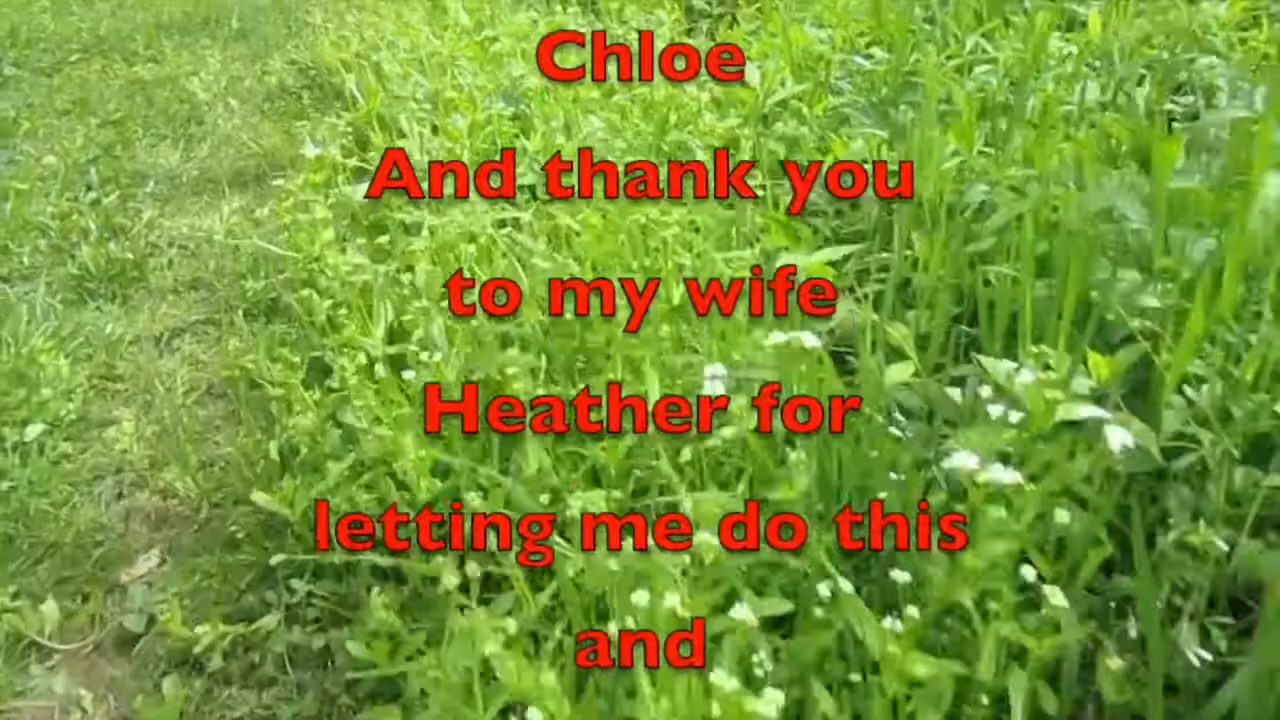 Chloe
And thank you
to my wife
Heather for
letting me do this
and